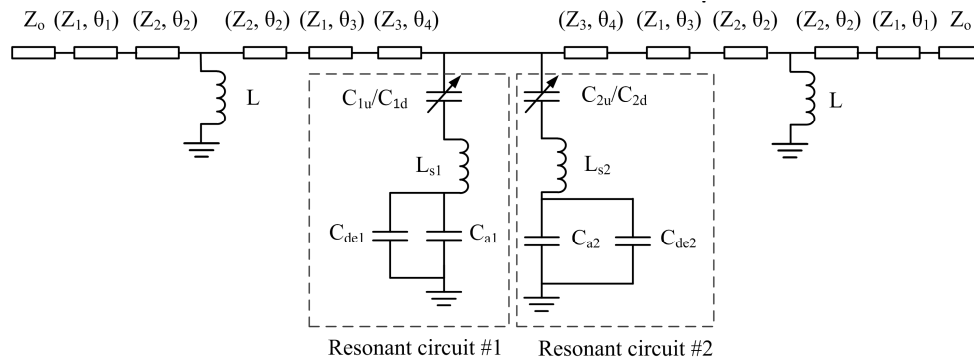 Zo (Z1, θ1) (Z2, θ2) (Z2, θ2) (Z1, θ3) (Z3, θ4) (Z3, θ4) (Z1, θ3) (Z2, θ2) (Z2, θ2) (Z1, θ1) Zo
L C1u/C1d C2u/C2d L
Ls1 Ls2
Cde1 Ca1 Ca2 Cde2
Resonant circuit #1 Resonant circuit #2